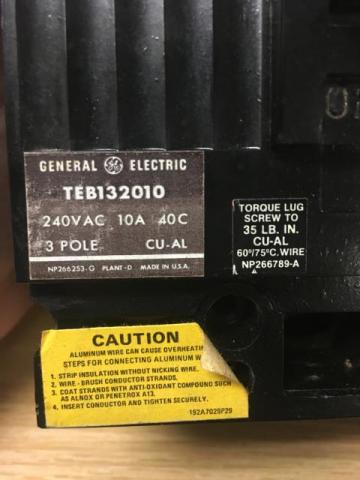 GENERAL GE ELECTRIC
TEB132010
240VAC 10A 40C
3 POLE CU-AL
NP266253-G PLANT-D MADE IN U.S.A.
TORQUE LUG
SCREW TO
35 LB. IN.
CU-AL
60°/75°C. WIRE
NP266789-A
CAUTION
ALUMINUM WIRE CAN CAUSE
STEPS FOR CONNECTING ALUMINUM
1. STRIP INSULATION WITHOUT NICKING WIRE.
2. WIRE - BRUSH CONDUCTOR STRANDS.
3. COAT STRANDS WITH ANTI-OXIDANT COMPOUND SUCH
AS ALNOX OR PENETROX A13.
4. INSERT CONDUCTOR AND TIGHTEN SECURELY.
192A7029P29